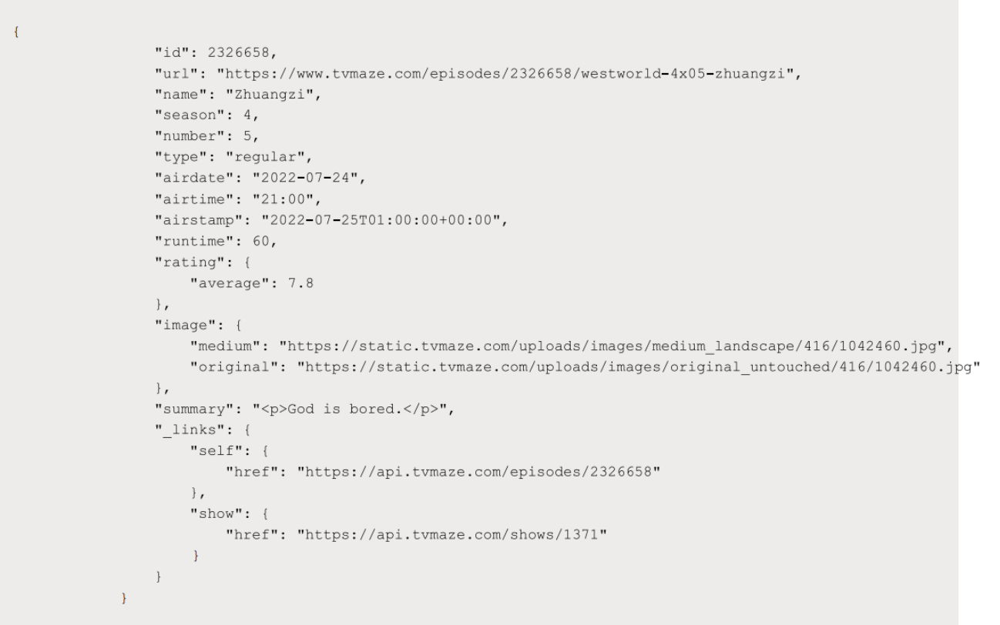 {
"id": 2326658,
"url": "https://www.tvmaze.com/episodes/2326658/westworld-4x05-zhuangzi",
"name": "Zhuangzi",
"season": 4,
"number": 5,
"type": "regular",
"airdate": "2022-07-24",
"airtime": "21:00",
"airstamp": "2022-07-25T01:00:00+00:00",
"runtime": 60,
"rating": {
"average": 7.8
},
"image": {
"medium": "https://static.tvmaze.com/uploads/images/medium_landscape/416/1042460.jpg",
"original": "https://static.tvmaze.com/uploads/images/original_untouched/416/1042460.jpg"
},
"summary": "<p>God is bored.</p>",
"_links": {
"self": {
"href": "https://api.tvmaze.com/episodes/2326658"
},
"show": {
"href": "https://api.tvmaze.com/shows/1371"
}
}
}